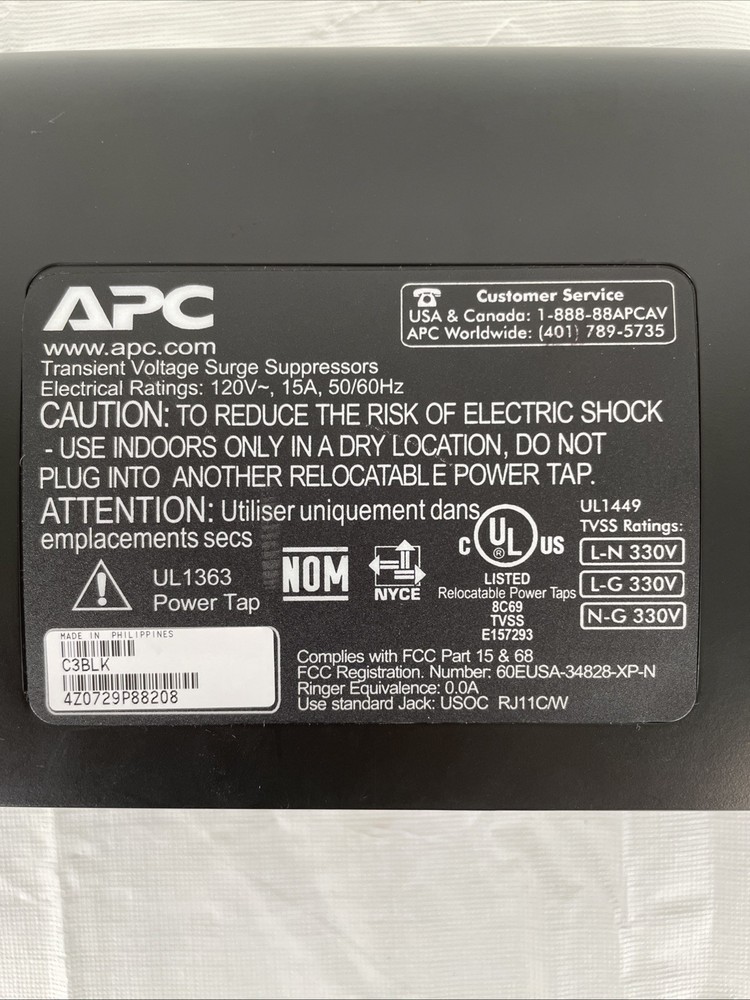 APC
www.apc.com
Customer Service
USA & Canada: 1-888-88APCAV
APC Worldwide: (401) 789-5735
Transient Voltage Surge Suppressors
Electrical Ratings: 120V~, 15A, 50/60Hz
CAUTION: TO REDUCE THE RISK OF ELECTRIC SHOCK
- USE INDOORS ONLY IN A DRY LOCATION, DO NOT
PLUG INTO ANOTHER RELOCATABLE POWER TAP.
ATTENTION: Utiliser uniquement dans
emplacements secs
UL1363
Power Tap
NOM
NYCE
C UL ® US
LISTED
Relocatable Power Taps
8C69
TVSS
E157293
UL1449
TVSS Ratings:
L-N 330V
L-G 330V
N-G 330V
MADE IN PHILIPPINES
C3BLK
4Z0729P88208
Complies with FCC Part 15 & 68
FCC Registration. Number: 60EUSA-34828-XP-N
Ringer Equivalence: 0.0A
Use standard Jack: USOC RJ11C/W